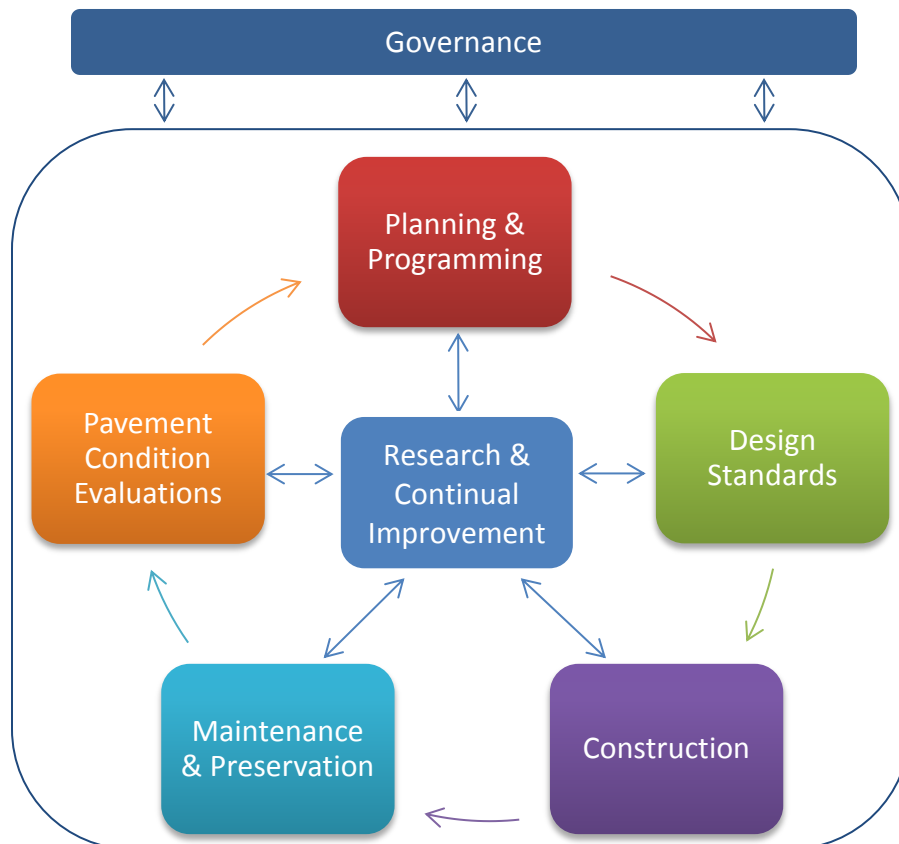 Governance
Planning &
Programming
Pavement
Condition
Evaluations
Research &
Continual
Improvement
Design
Standards
Maintenance
& Preservation
Construction